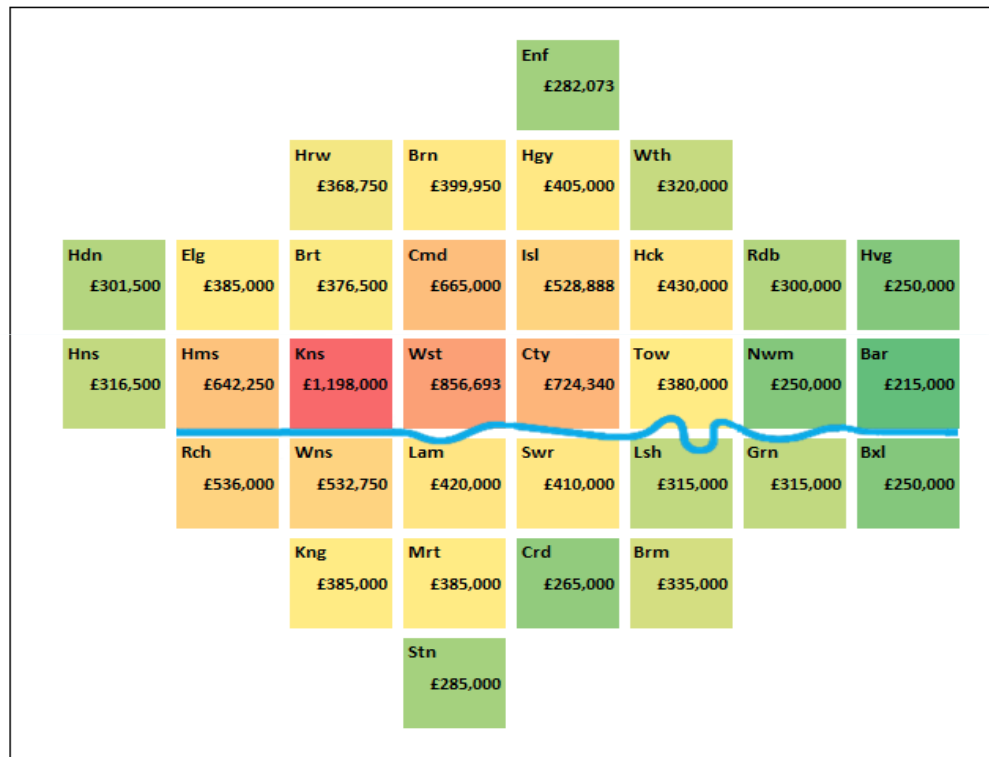 Enf
£282,073
Hrw Brn Hgy Wth
£368,750 £399,950 £405,000 £320,000
Hdn Elg Brt Cmd Isl Hck Rdb Hvg
£301,500 £385,000 £376,500 £665,000 £528,888 £430,000 £300,000 £250,000
Hns Hms Kns Wst Cty Tow Nwm Bar
£316,500 £642,250 £1,198,000 £856,693 £724,340 £380,000 £250,000 £215,000
Rch Wns Lam Swr Lsh Grn Bxl
£536,000 £532,750 £420,000 £410,000 £315,000 £315,000 £250,000
Kng Mrt Crd Brm
£385,000 £385,000 £265,000 £335,000
Stn
£285,000